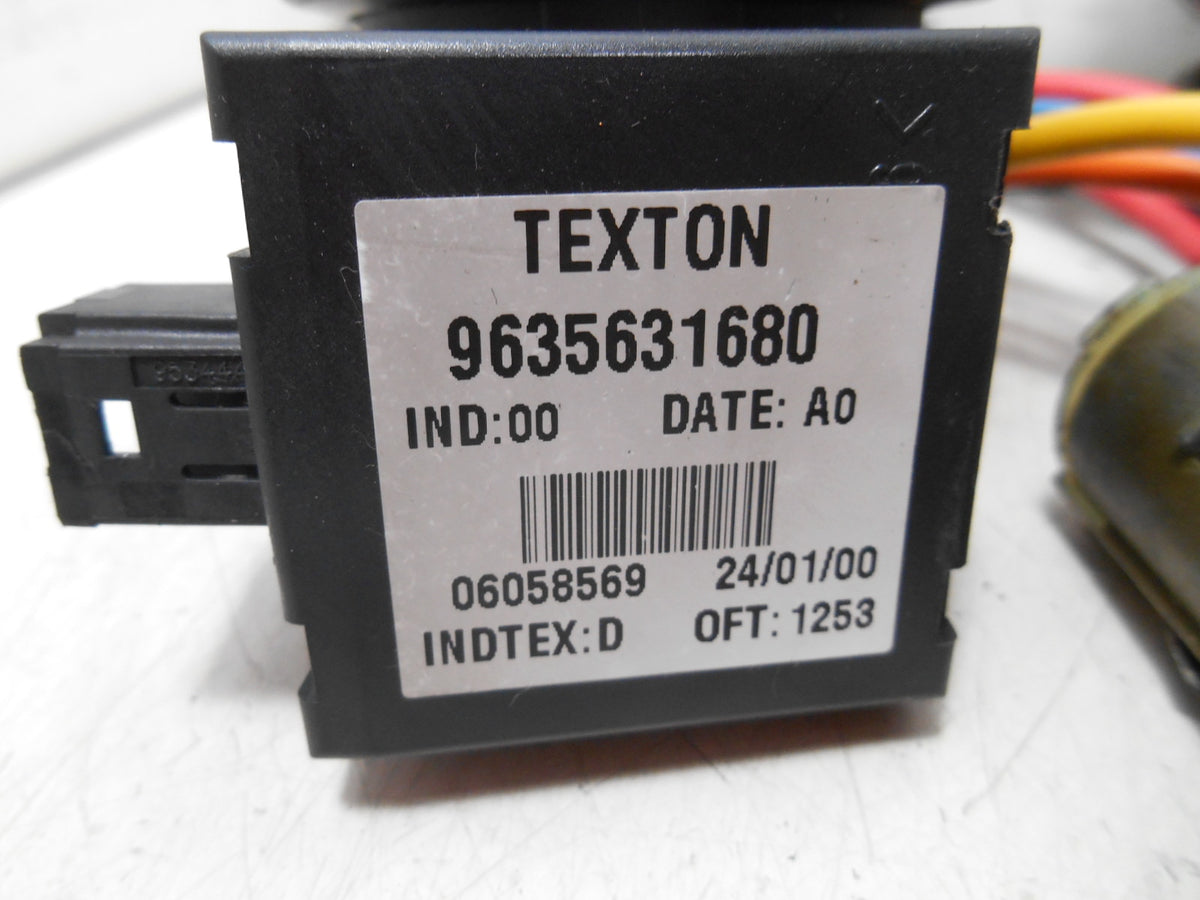 TEXTON
9635631680
IND:00 DATE: A0
06058569 24/01/00
INDTEX:D OFT: 1253